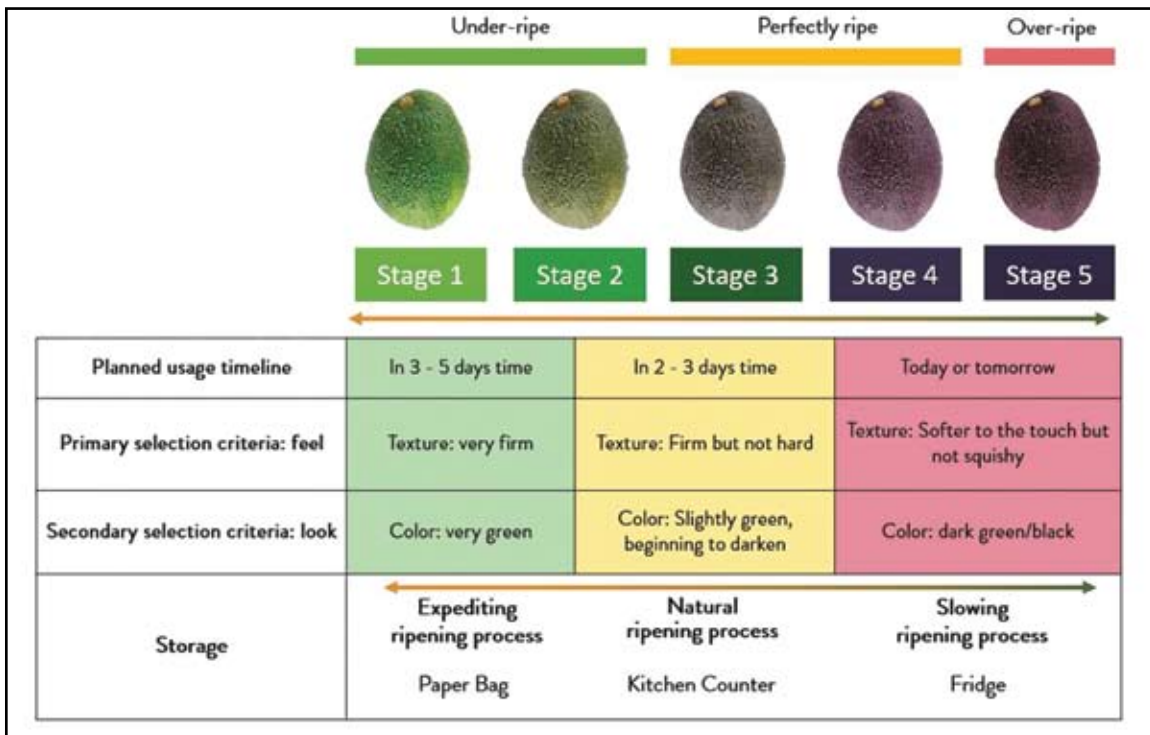 Under-ripe Perfectly ripe Over-ripe
Stage 1 Stage 2 Stage 3 Stage 4 Stage 5
Planned usage timeline In 3 - 5 days time In 2 - 3 days time Today or tomorrow
Primary selection criteria: feel Texture: very firm Texture: Firm but not hard Texture: Softer to the touch but
not squishy
Secondary selection criteria: look Color: very green Color: Slightly green,
beginning to darken Color: dark green/black
Storage
Expediting
ripening process
Paper Bag
Natural
ripening process
Kitchen Counter
Slowing
ripening process
Fridge